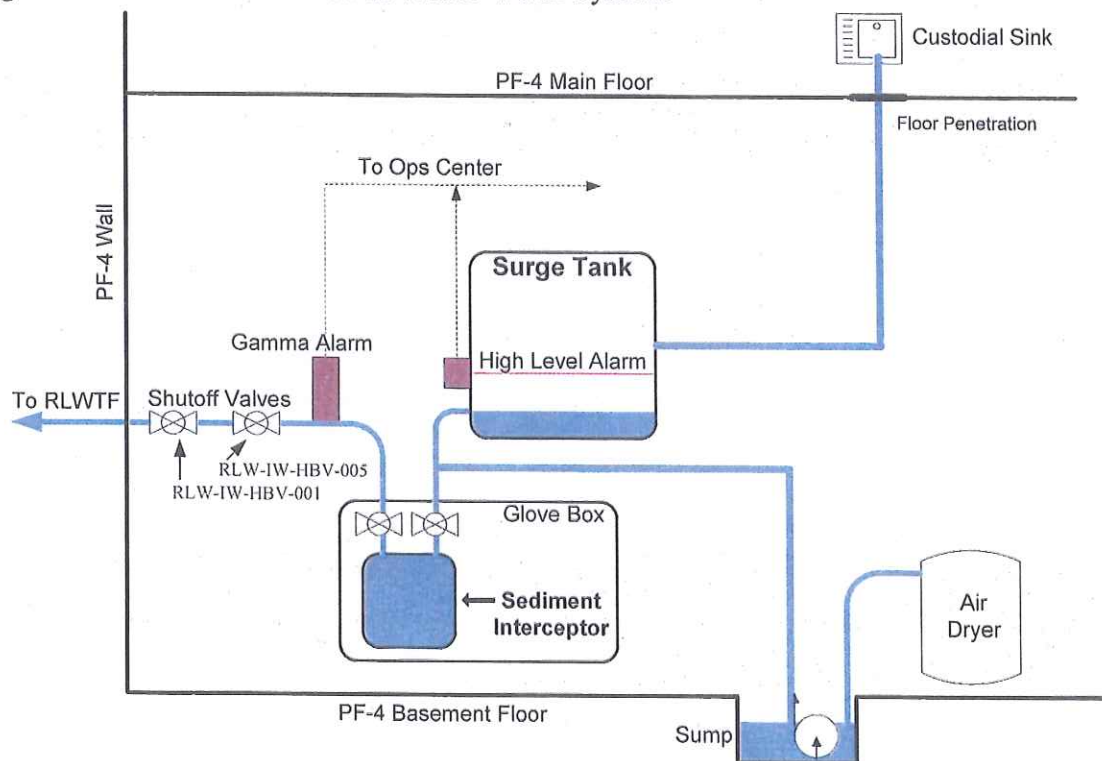 Custodial Sink
PF-4 Main Floor
Floor Penetration
To Ops Center
PF-4 Wall
Surge Tank
Gamma Alarm
High Level Alarm
To RLWTF
Shutoff Valves
RLW-IW-HBV-005
RLW-IW-HBV-001
Glove Box
Sediment
Interceptor
Air
Dryer
PF-4 Basement Floor
Sump